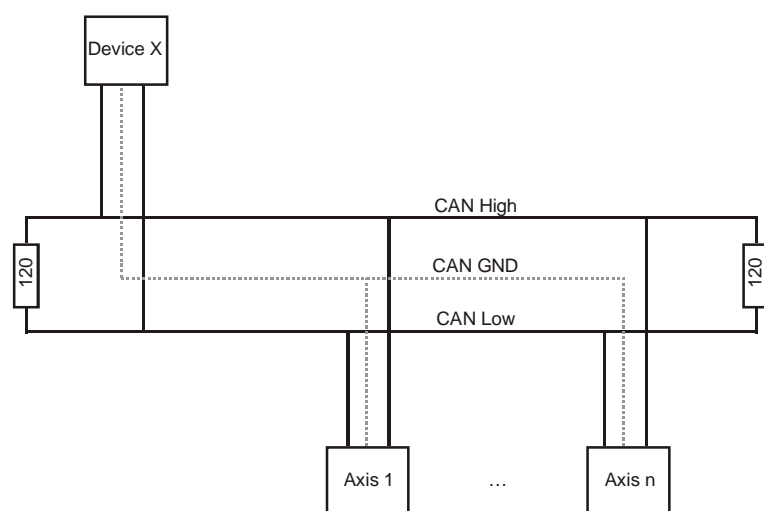 Device X
CAN High
120
CAN GND
120
CAN Low
Axis 1
…
Axis n